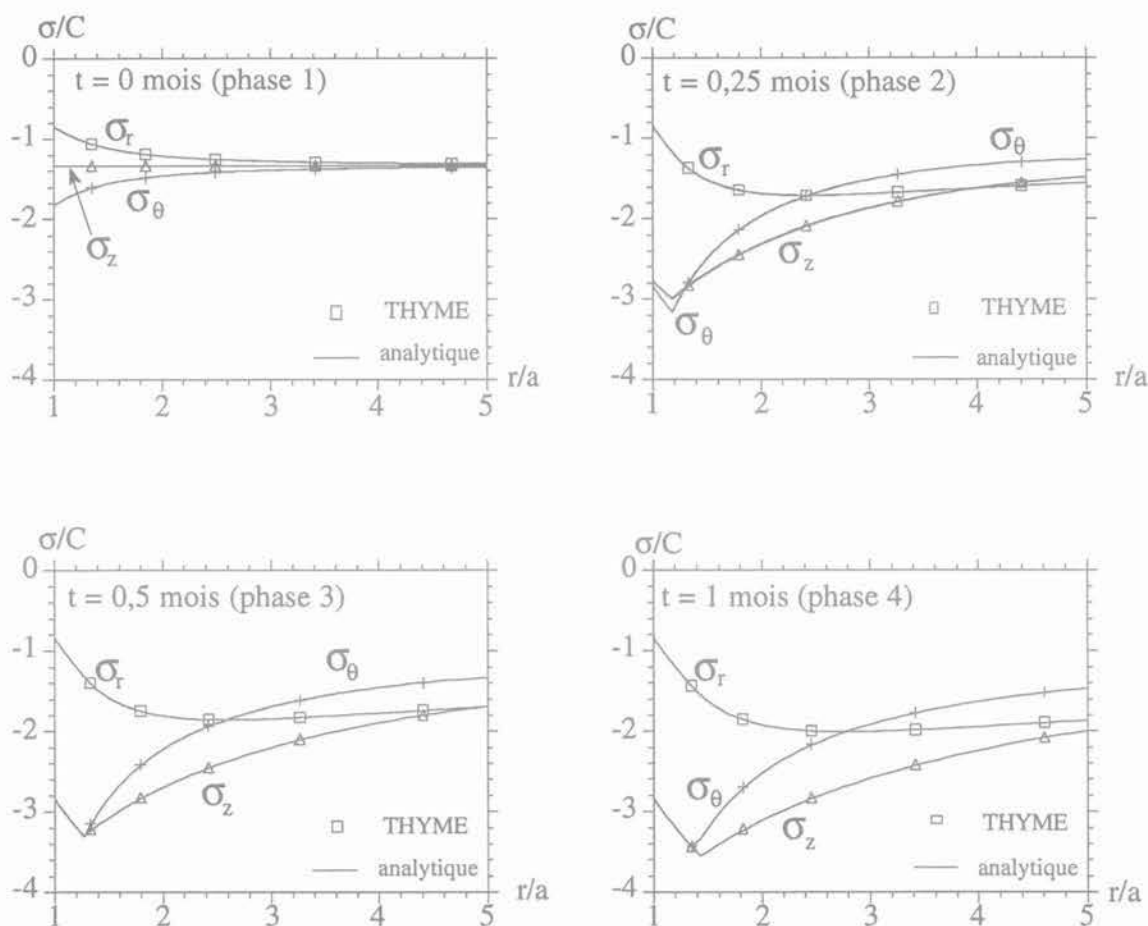 σ/C
0
t = 0 mois (phase 1)
-1
σr
σθ
-2
σz
-3
THYME
analytique
-4
r/a
1 2 3 4 5
σ/C
0
t = 0,25 mois (phase 2)
-1
σr
σθ
-2
σz
-3
σθ
THYME
analytique
-4
r/a
1 2 3 4 5
σ/C
0
t = 0,5 mois (phase 3)
-1
σr
σθ
-2
σz
-3
THYME
analytique
-4
r/a
1 2 3 4 5
σ/C
0
t = 1 mois (phase 4)
-1
σr
-2
σθ
σz
-3
THYME
analytique
-4
r/a
1 2 3 4 5